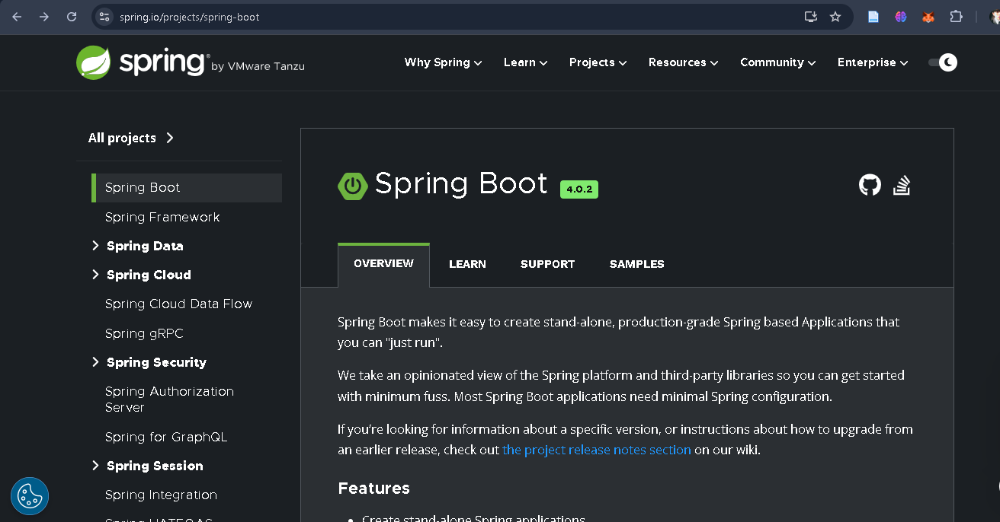 spring.io/projects/spring-boot
spring® by VMware Tanzu
Why Spring
Learn
Projects
Resources
Community
Enterprise
All projects
Spring Boot
Spring Framework
Spring Data
Spring Cloud
Spring Cloud Data Flow
Spring gRPC
Spring Security
Spring Authorization
Server
Spring for GraphQL
Spring Session
Spring Integration
Spring HATEOAS
Spring Boot 4.0.2
OVERVIEW
LEARN
SUPPORT
SAMPLES
Spring Boot makes it easy to create stand-alone, production-grade Spring based Applications that
you can "just run".
We take an opinionated view of the Spring platform and third-party libraries so you can get started
with minimum fuss. Most Spring Boot applications need minimal Spring configuration.
If you’re looking for information about a specific version, or instructions about how to upgrade from
an earlier release, check out the project release notes section on our wiki.
Features
• Create stand-alone Spring applications